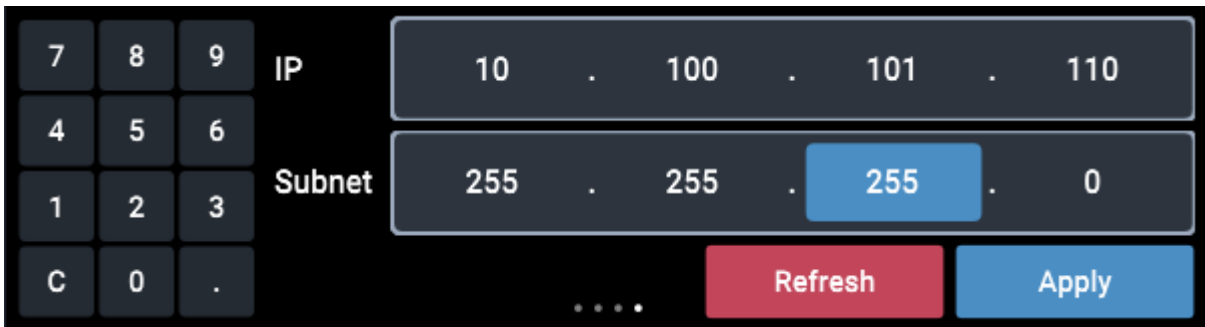 7 8 9
4 5 6
1 2 3
C 0 .
IP 10 . 100 . 101 . 110
Subnet 255 . 255 . 255 . 0
Refresh Apply